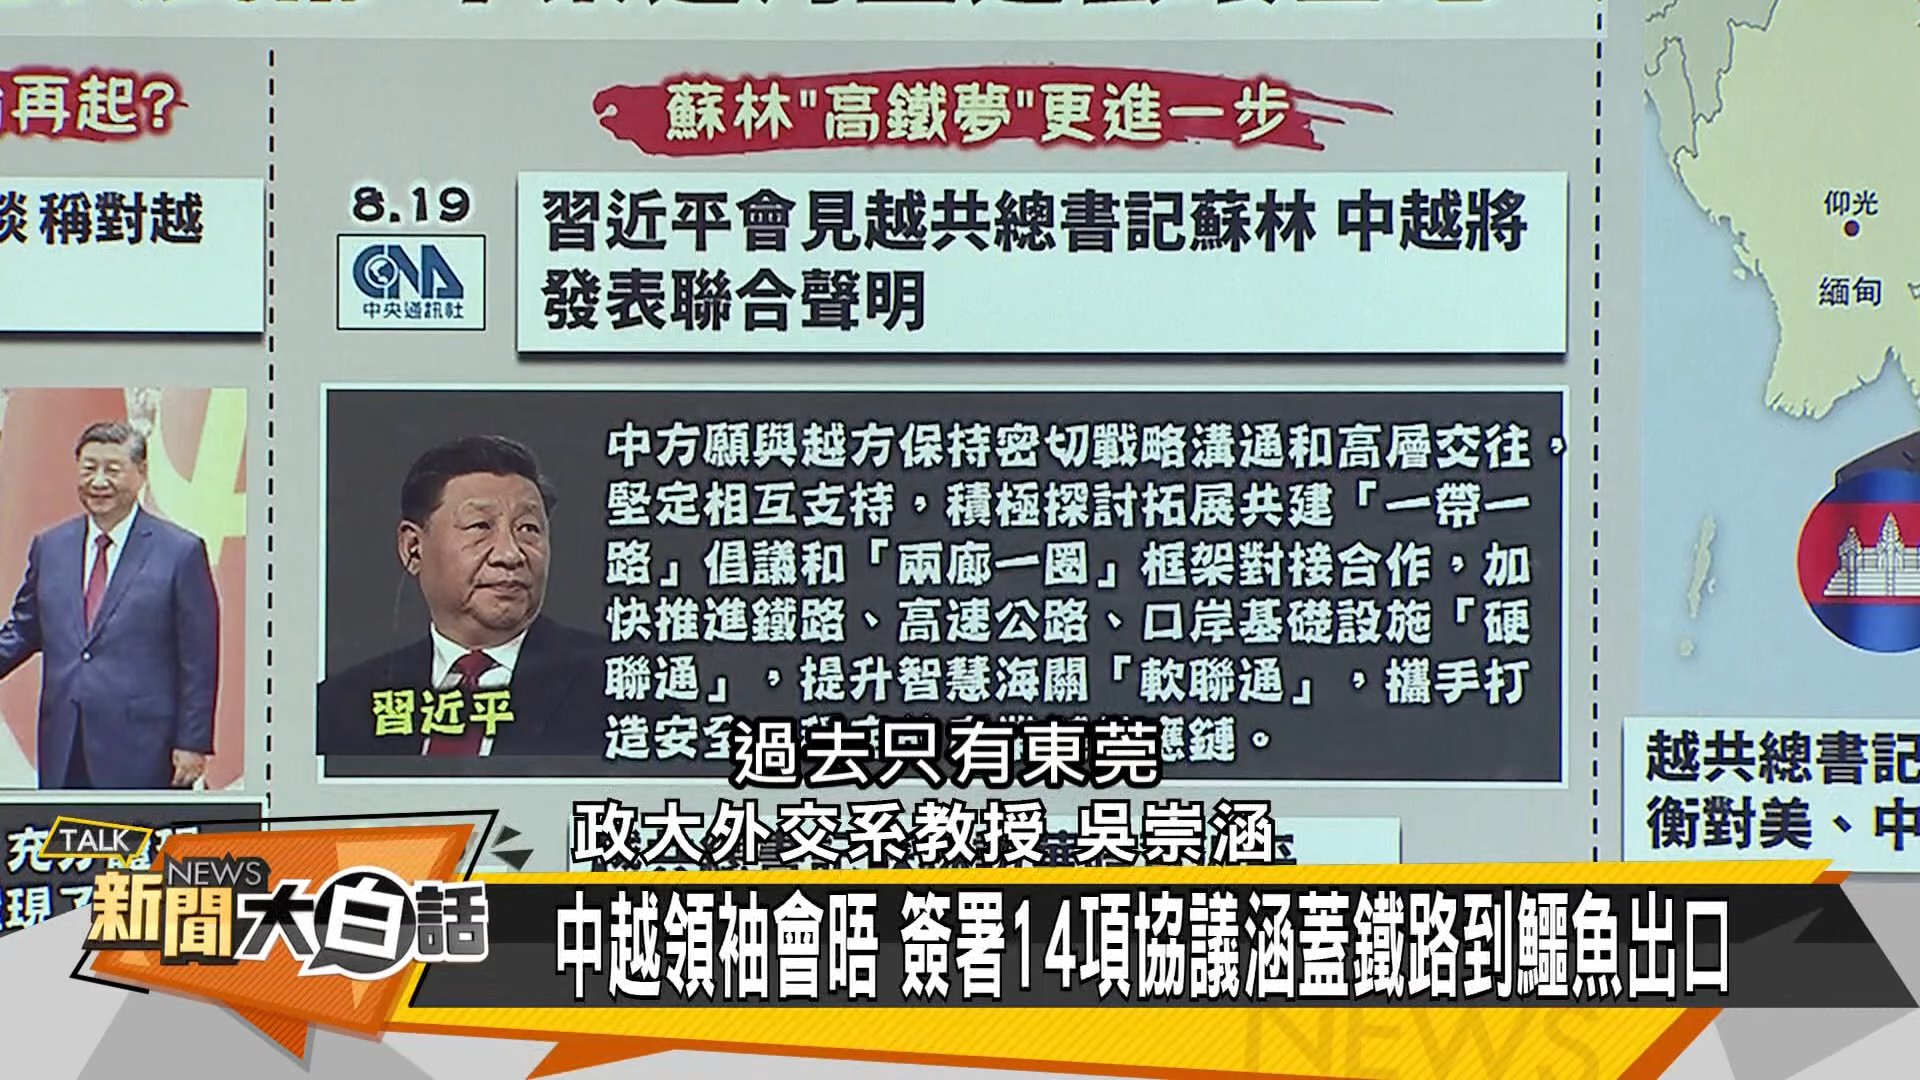 再起?
談 稱對越
蘇林"高鐵夢"更進一步
8.19
CNA
中央通訊社
習近平會見越共總書記蘇林 中越將
發表聯合聲明
中方願與越方保持密切戰略溝通和高層交往，
堅定相互支持，積極探討拓展共建「一帶一
路」倡議和「兩廊一圈」框架對接合作，加
快推進鐵路、高速公路、口岸基礎設施「硬
聯通」，提升智慧海關「軟聯通」，攜手打
造安全
應鏈。
習近平
仰光
緬甸
越共總書記
衡對美、中
過去只有東莞
政大外交系教授 吳崇涵
中越領袖會晤 簽署14項協議涵蓋鐵路到鱷魚出口
TALK
NEWS
新聞大白話
NEWS